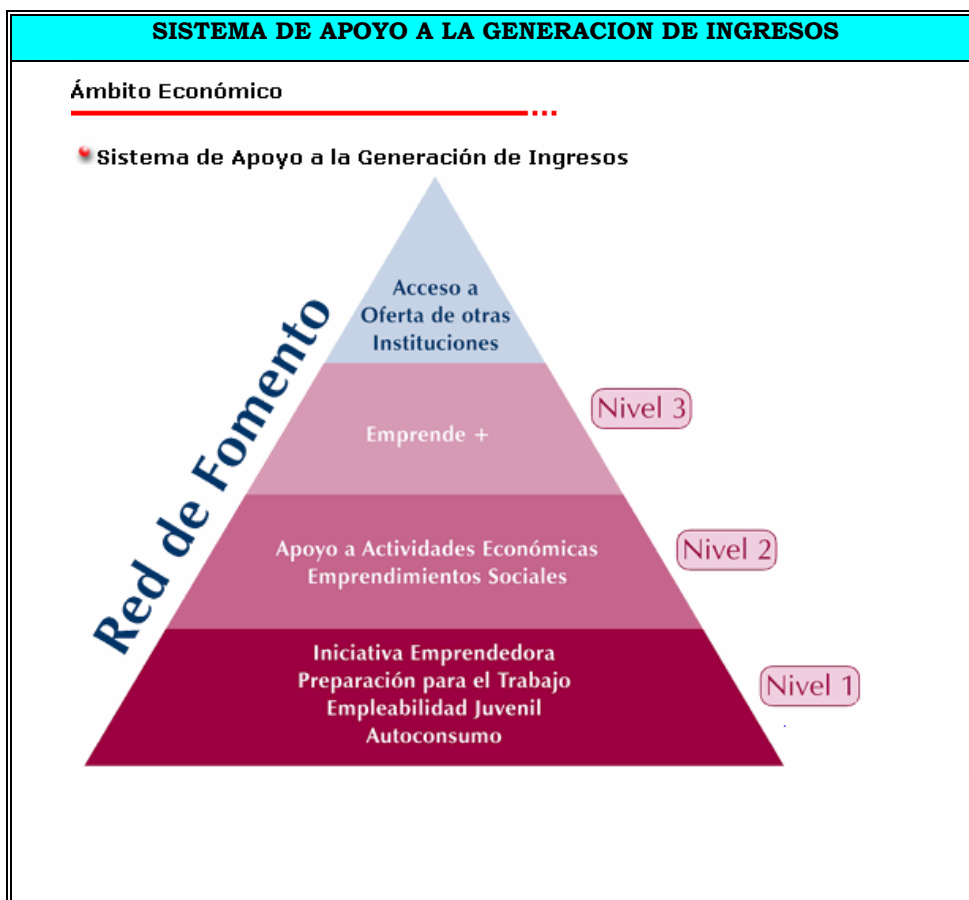 SISTEMA DE APOYO A LA GENERACION DE INGRESOS
Ámbito Económico
Sistema de Apoyo a la Generación de Ingresos
Red de Fomento
Acceso a
Oferta de otras
Instituciones
Emprende +
Nivel 3
Apoyo a Actividades Económicas
Emprendimientos Sociales
Nivel 2
Iniciativa Emprendedora
Preparación para el Trabajo
Empleabilidad Juvenil
Autoconsumo
Nivel 1